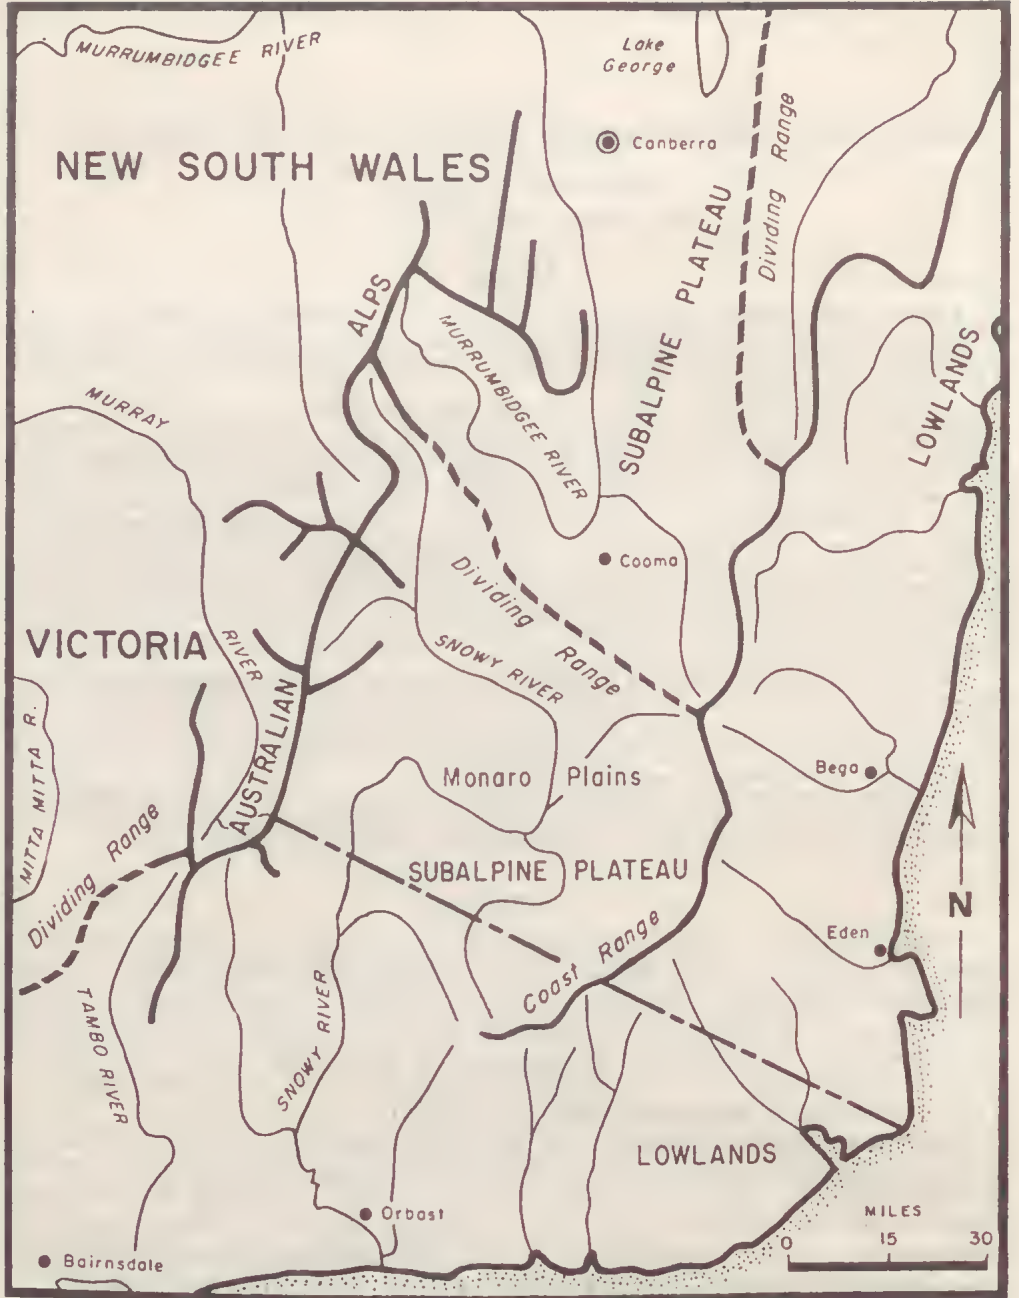 MURRUMBIDGEE RIVER
Lake
George
Canberra
NEW SOUTH WALES
Dividing Range
SUBALPINE PLATEAU
ALPS
MURRUMBIDGEE RIVER
LOWLANDS
MURRAY
RIVER
Cooma
Dividing Range
VICTORIA
SNOWY RIVER
AUSTRALIAN
MITTA MITTA R.
Monaro Plains
Bega
Dividing Range
SUBALPINE PLATEAU
N
Eden
Coast Range
TAMBO RIVER
SNOWY RIVER
LOWLANDS
MILES
0 15 30
Orbost
Bairnsdale